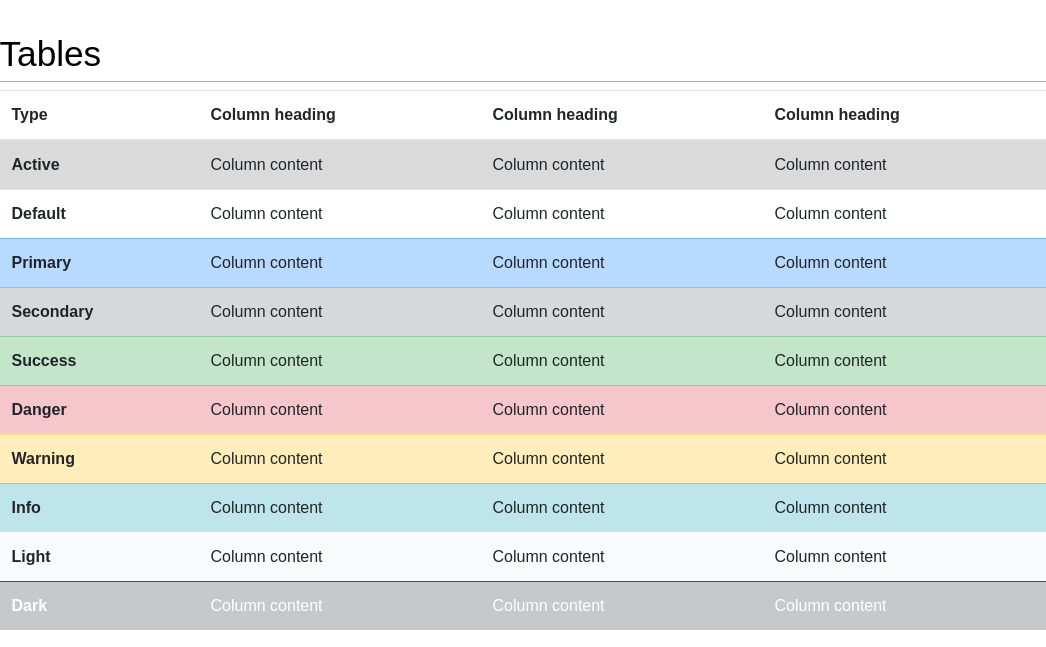 Tables
Type Column heading Column heading Column heading
Active Column content Column content Column content
Default Column content Column content Column content
Primary Column content Column content Column content
Secondary Column content Column content Column content
Success Column content Column content Column content
Danger Column content Column content Column content
Warning Column content Column content Column content
Info Column content Column content Column content
Light Column content Column content Column content
Dark Column content Column content Column content